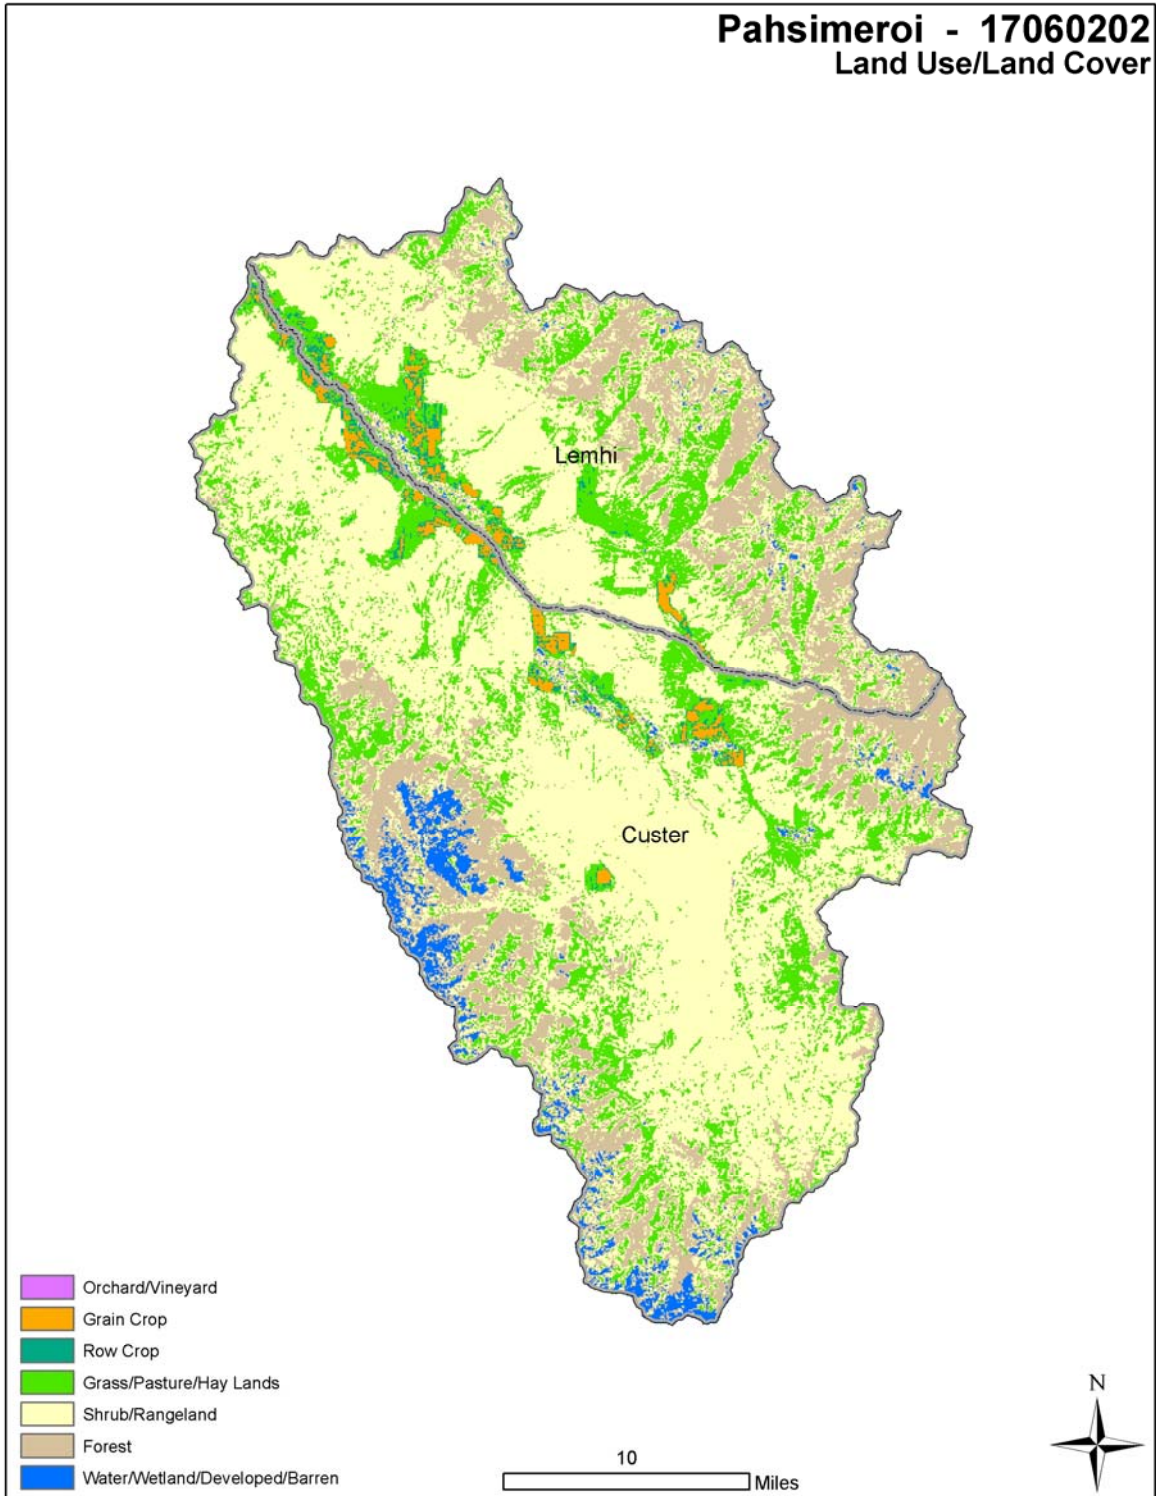 Pahsimeroi - 17060202
Land Use/Land Cover
Lemhi
Custer
Orchard/Vineyard
Grain Crop
Row Crop
Grass/Pasture/Hay Lands
Shrub/Rangeland
Forest
Water/Wetland/Developed/Barren
10
Miles
N